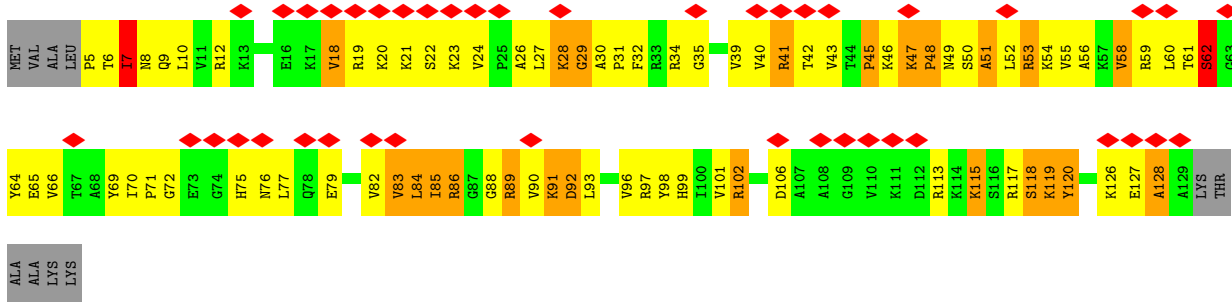 MET VAL ALA LEU P5 T6 I7 N8 Q9 L10 V11 R12 K13 E16 K17 V18 R19 K20 K21 S22 K23 V24 P25 A26 L27 K28 G29 A30 P31 F32 R33 R34 G35 V39 V40 R41 T42 V43 T44 P45 K46 K47 P48 N49 S50 A51 L52 R53 K54 V55 A56 K57 V58 R59 L60 T61 S62 G63
Y64 E65 V66 T67 A68 Y69 I70 P71 G72 E73 G74 H75 N76 L77 Q78 E79 V82 V83 L84 I85 R86 G87 G88 R89 V90 K91 D92 L93 V96 R97 Y98 H99 I100 V101 R102 D106 A107 A108 G109 V110 K111 D112 R113 K114 K115 S116 R117 S118 K119 Y120 K126 E127 A128 A129 LYS THR
ALA ALA LYS LYS